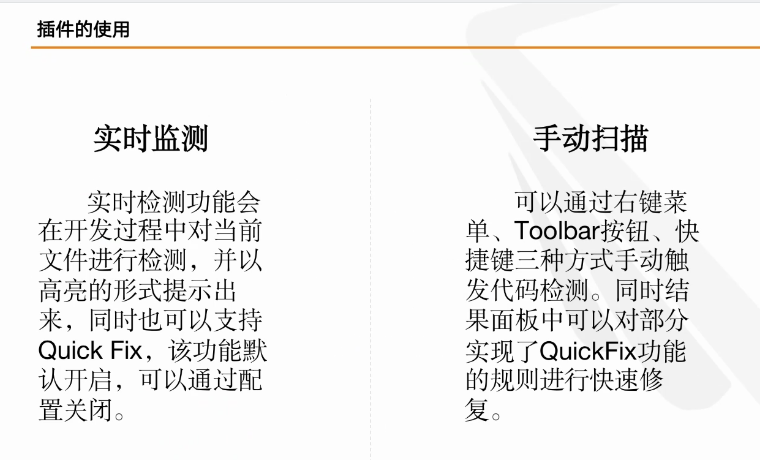 插件的使用
实时监测
实时检测功能会
在开发过程中对当前
文件进行检测，并以
高亮的形式提示出
来，同时也可以支持
Quick Fix，该功能默
认开启，可以通过配
置关闭。
手动扫描
可以通过右键菜
单、Toolbar按钮、快
捷键三种方式手动触
发代码检测。同时结
果面板中可以对部分
实现了QuickFix功能
的规则进行快速修
复。